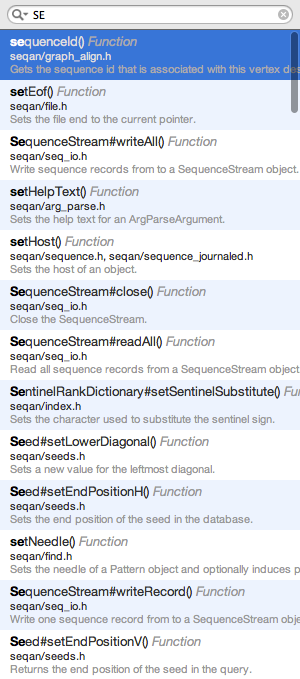 SE
sequenceId() Function
seqan/graph_align.h
Gets the sequence id that is associated with this vertex des
setEof() Function
seqan/file.h
Sets the file end to the current pointer.
SequenceStream#writeAll() Function
seqan/seq_io.h
Write sequence records from to a SequenceStream object.
setHelpText() Function
seqan/arg_parse.h
Sets the help text for an ArgParseArgument.
setHost() Function
seqan/sequence.h, seqan/sequence_journaled.h
Sets the host of an object.
SequenceStream#close() Function
seqan/seq_io.h
Close the SequenceStream.
SequenceStream#readAll() Function
seqan/seq_io.h
Read all sequence records from a SequenceStream object.
SentinelRankDictionary#setSentinelSubstitute() Function
seqan/index.h
Sets the character used to substitute the sentinel sign.
Seed#setLowerDiagonal() Function
seqan/seeds.h
Sets a new value for the leftmost diagonal.
Seed#setEndPositionH() Function
seqan/seeds.h
Sets the end position of the seed in the database.
setNeedle() Function
seqan/find.h
Sets the needle of a Pattern object and optionally induces p
SequenceStream#writeRecord() Function
seqan/seq_io.h
Write one sequence record from to a SequenceStream obje
Seed#setEndPositionV() Function
seqan/seeds.h
Returns the end position of the seed in the query.